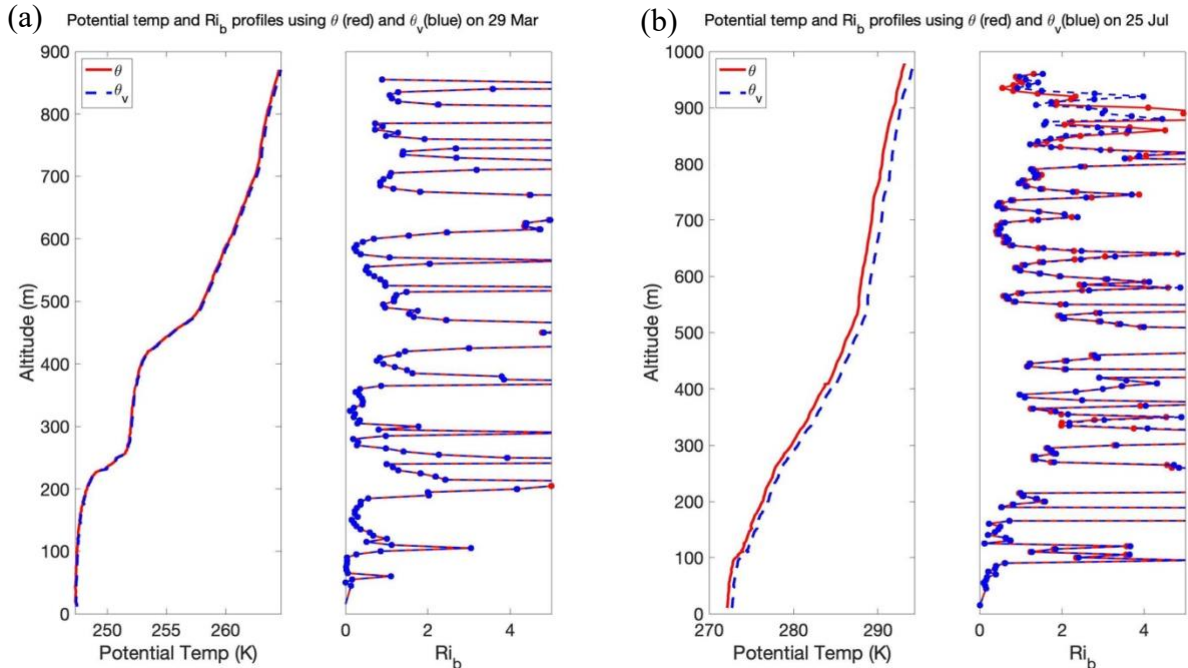 (a)
Potential temp and Ri_b profiles using θ (red) and θ_v(blue) on 29 Mar
900
800
700
600
500
400
300
200
100
0
Altitude (m)
θ
θ_v
250 255 260
Potential Temp (K)
0 2 4
Ri_b
(b)
Potential temp and Ri_b profiles using θ (red) and θ_v(blue) on 25 Jul
1000
900
800
700
600
500
400
300
200
100
0
Altitude (m)
θ
θ_v
270 280 290
Potential Temp (K)
0 2 4
Ri_b